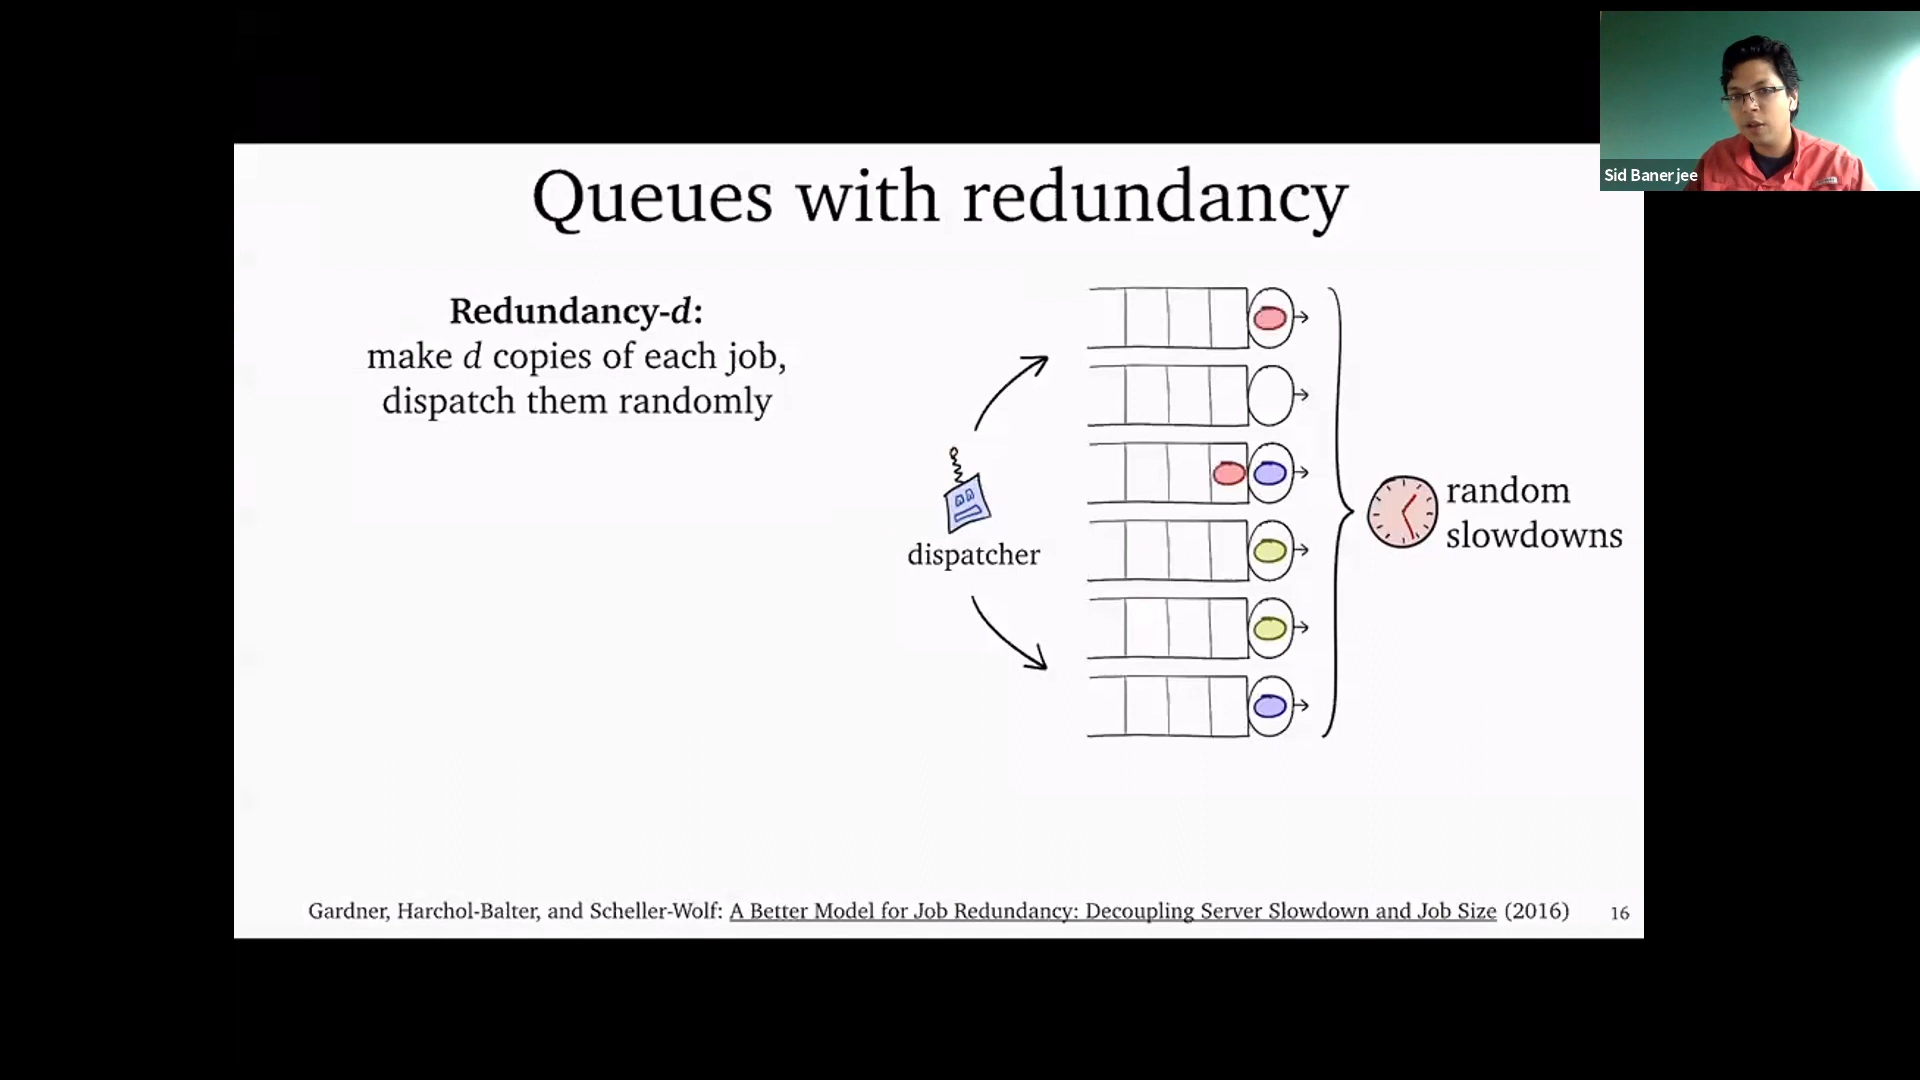 Sid Banerjee
Queues with redundancy
Redundancy-d:
make d copies of each job,
dispatch them randomly
dispatcher
random
slowdowns
Gardner, Harchol-Balter, and Scheller-Wolf: A Better Model for Job Redundancy: Decoupling Server Slowdown and Job Size (2016)
16